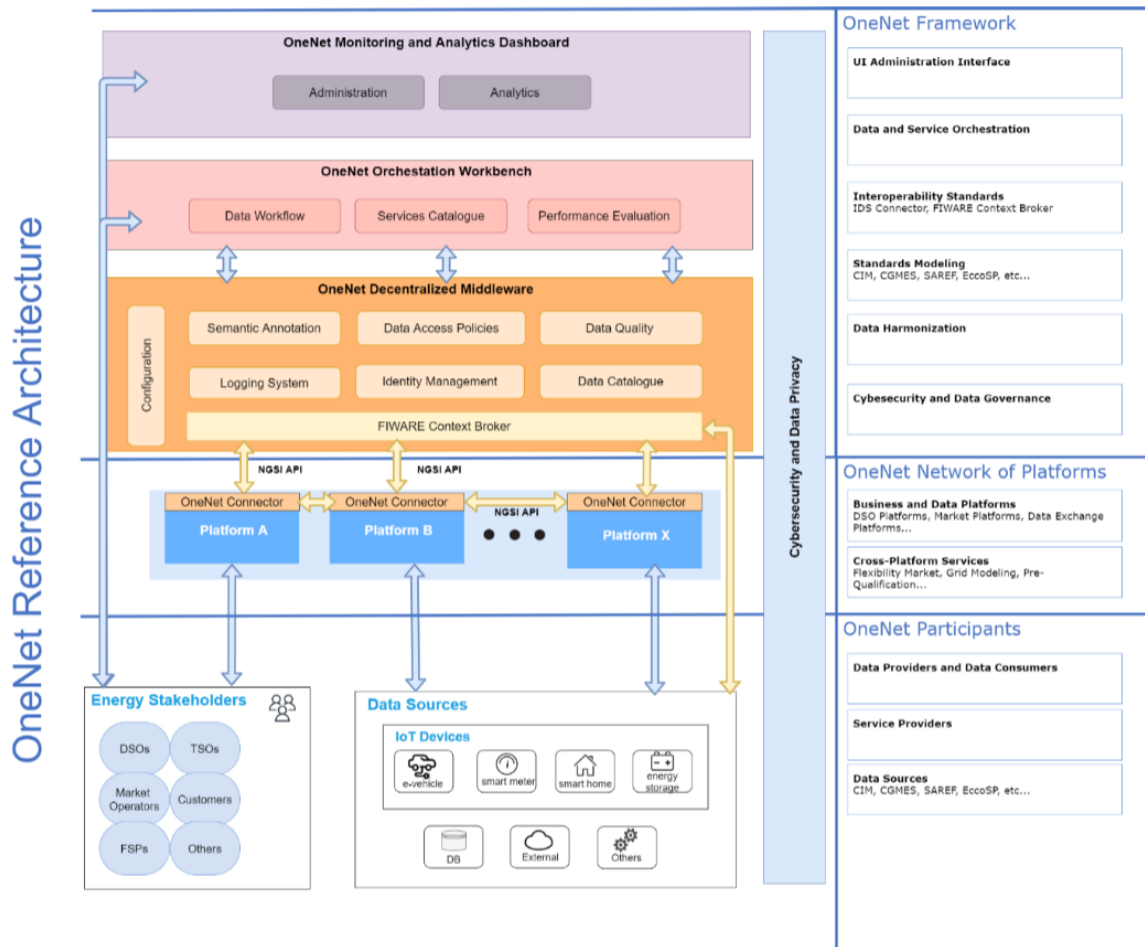 OneNet Reference Architecture
OneNet Monitoring and Analytics Dashboard
Administration
Analytics
OneNet Orchestation Workbench
Data Workflow
Services Catalogue
Performance Evaluation
OneNet Decentralized Middleware
Configuration
Semantic Annotation
Data Access Policies
Data Quality
Logging System
Identity Management
Data Catalogue
FIWARE Context Broker
NGSI API
NGSI API
OneNet Connector
OneNet Connector
OneNet Connector
NGSI API
Platform A
Platform B
Platform X
Energy Stakeholders
DSOs
TSOs
Market
Operators
Customers
FSPs
Others
Data Sources
IoT Devices
e-vehicle
smart meter
smart home
energy
storage
DB
External
Others
Cybersecurity and Data Privacy
OneNet Framework
UI Administration Interface
Data and Service Orchestration
Interoperability Standards
IDS Connector, FIWARE Context Broker
Standards Modeling
CIM, CGMES, SAREF, EccoSP, etc...
Data Harmonization
Cybesecurity and Data Governance
OneNet Network of Platforms
Business and Data Platforms
DSO Platforms, Market Platforms, Data Exchange
Platforms...
Cross-Platform Services
Flexibility Market, Grid Modeling, Pre-
Qualification...
OneNet Participants
Data Providers and Data Consumers
Service Providers
Data Sources
CIM, CGMES, SAREF, EccoSP, etc...